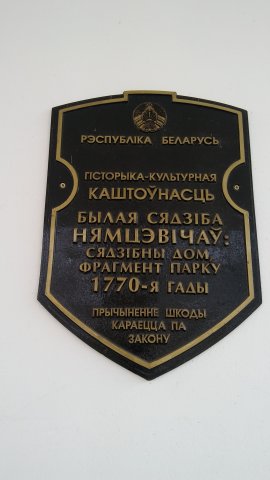 РЭСПУБЛІКА БЕЛАРУСЬ
ГІСТОРЫКА-КУЛЬТУРНАЯ
КАШТОЎНАСЦЬ
БЫЛАЯ СЯДЗІБА
НЯМЦЭВІЧАЎ:
СЯДЗІБНЫ ДОМ,
ФРАГМЕНТ ПАРКУ
1770-Я ГАДЫ
ПРЫЧЫНЕННЕ ШКОДЫ
КАРАЕЦЦА ПА
ЗАКОНУ